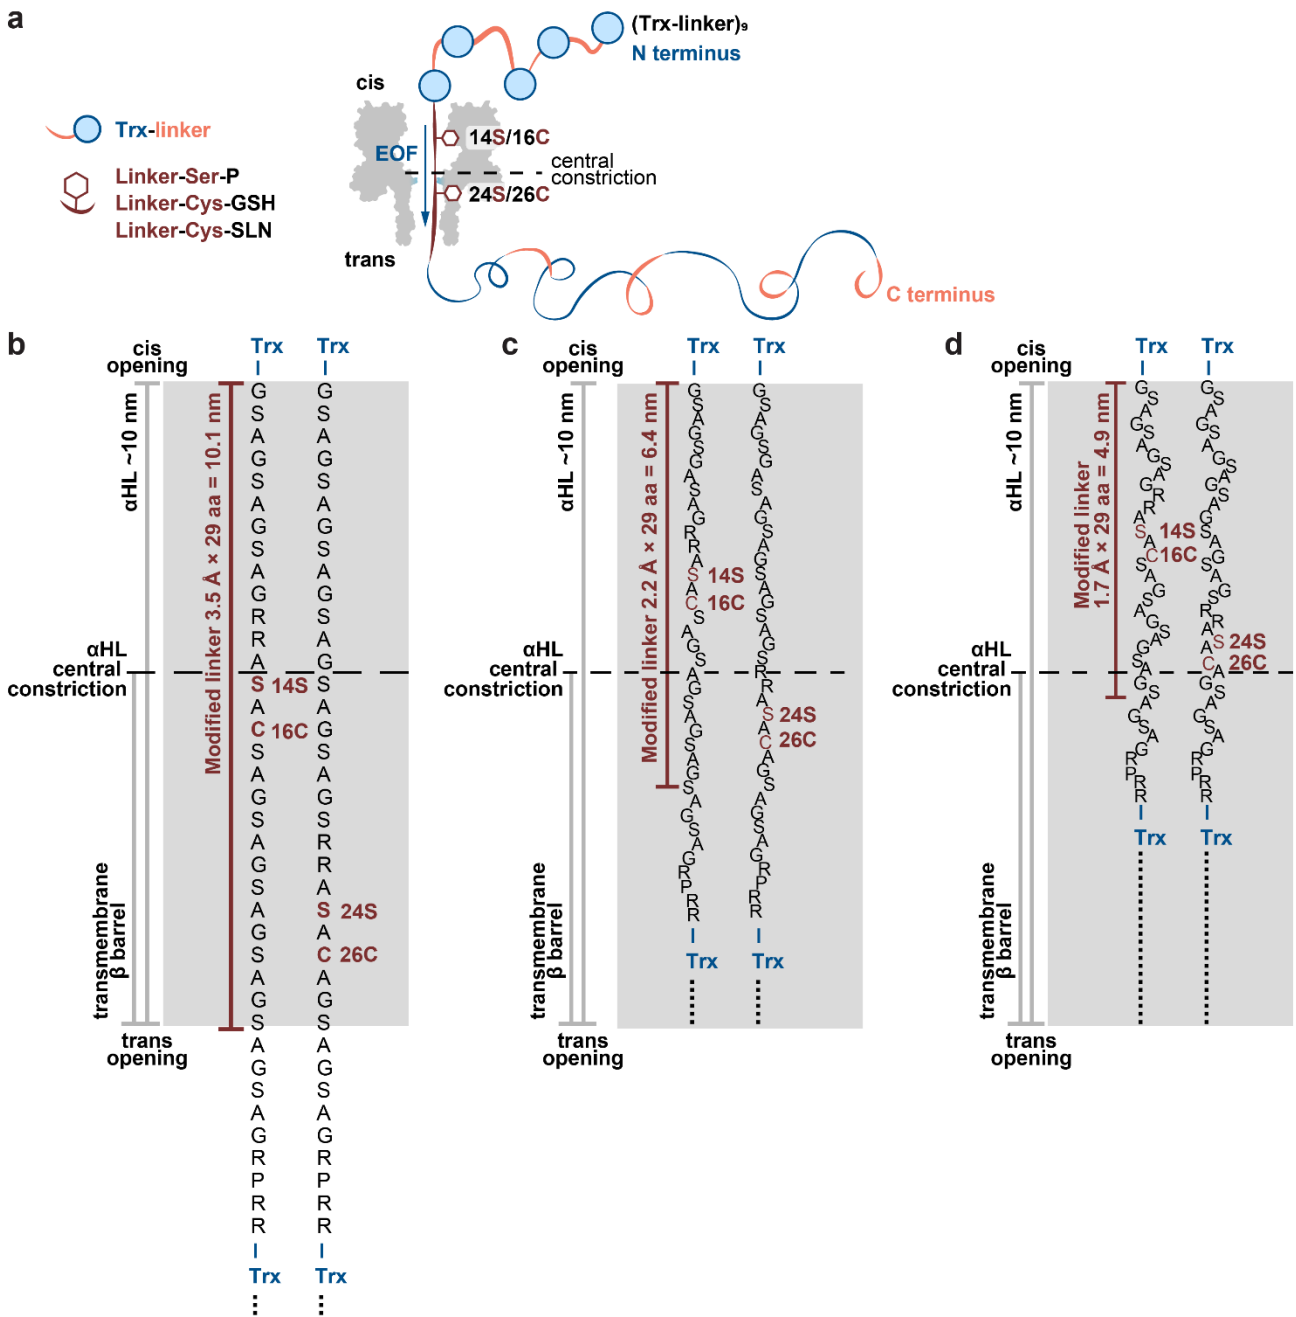 a
(Trx-linker)₉
N terminus
cis
Trx-linker
14S/16C
EOF
central
constriction
Linker-Ser-P
Linker-Cys-GSH
Linker-Cys-SLN
24S/26C
trans
C terminus
b
cis
opening
Trx
Trx
αHL ~10 nm
Modified linker 3.5 Å × 29 aa = 10.1 nm
αHL
central
constriction
transmembrane
β barrel
trans
opening
GSAGSAGSAGRRASACSAGSAGSAGSAGSAGSAGRPRR
14S
16C
Trx
GSAGSAGSAGSAGSAGSAGSRRASACAGSAGSAGRPRR
24S
26C
Trx
c
cis
opening
Trx
Trx
αHL ~10 nm
Modified linker 2.2 Å × 29 aa = 6.4 nm
αHL
central
constriction
transmembrane
β barrel
trans
opening
14S
16C
24S
26C
Trx
Trx
d
cis
opening
Trx
Trx
αHL ~10 nm
Modified linker
1.7 Å × 29 aa = 4.9 nm
αHL
central
constriction
transmembrane
β barrel
trans
opening
14S
16C
24S
26C
Trx
Trx